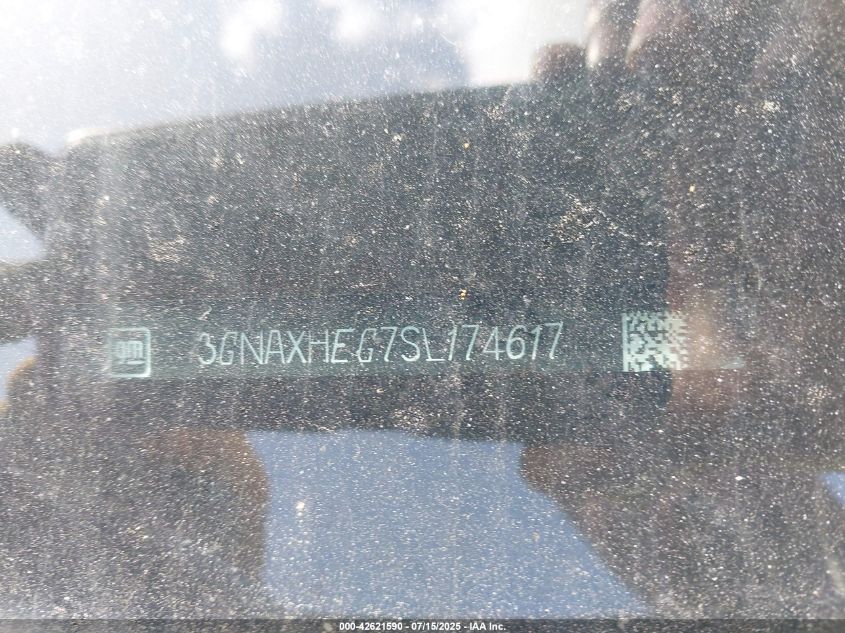 gm 3GNAXHEG7SL174617
000-42621590 - 07/15/2025 - IAA Inc.